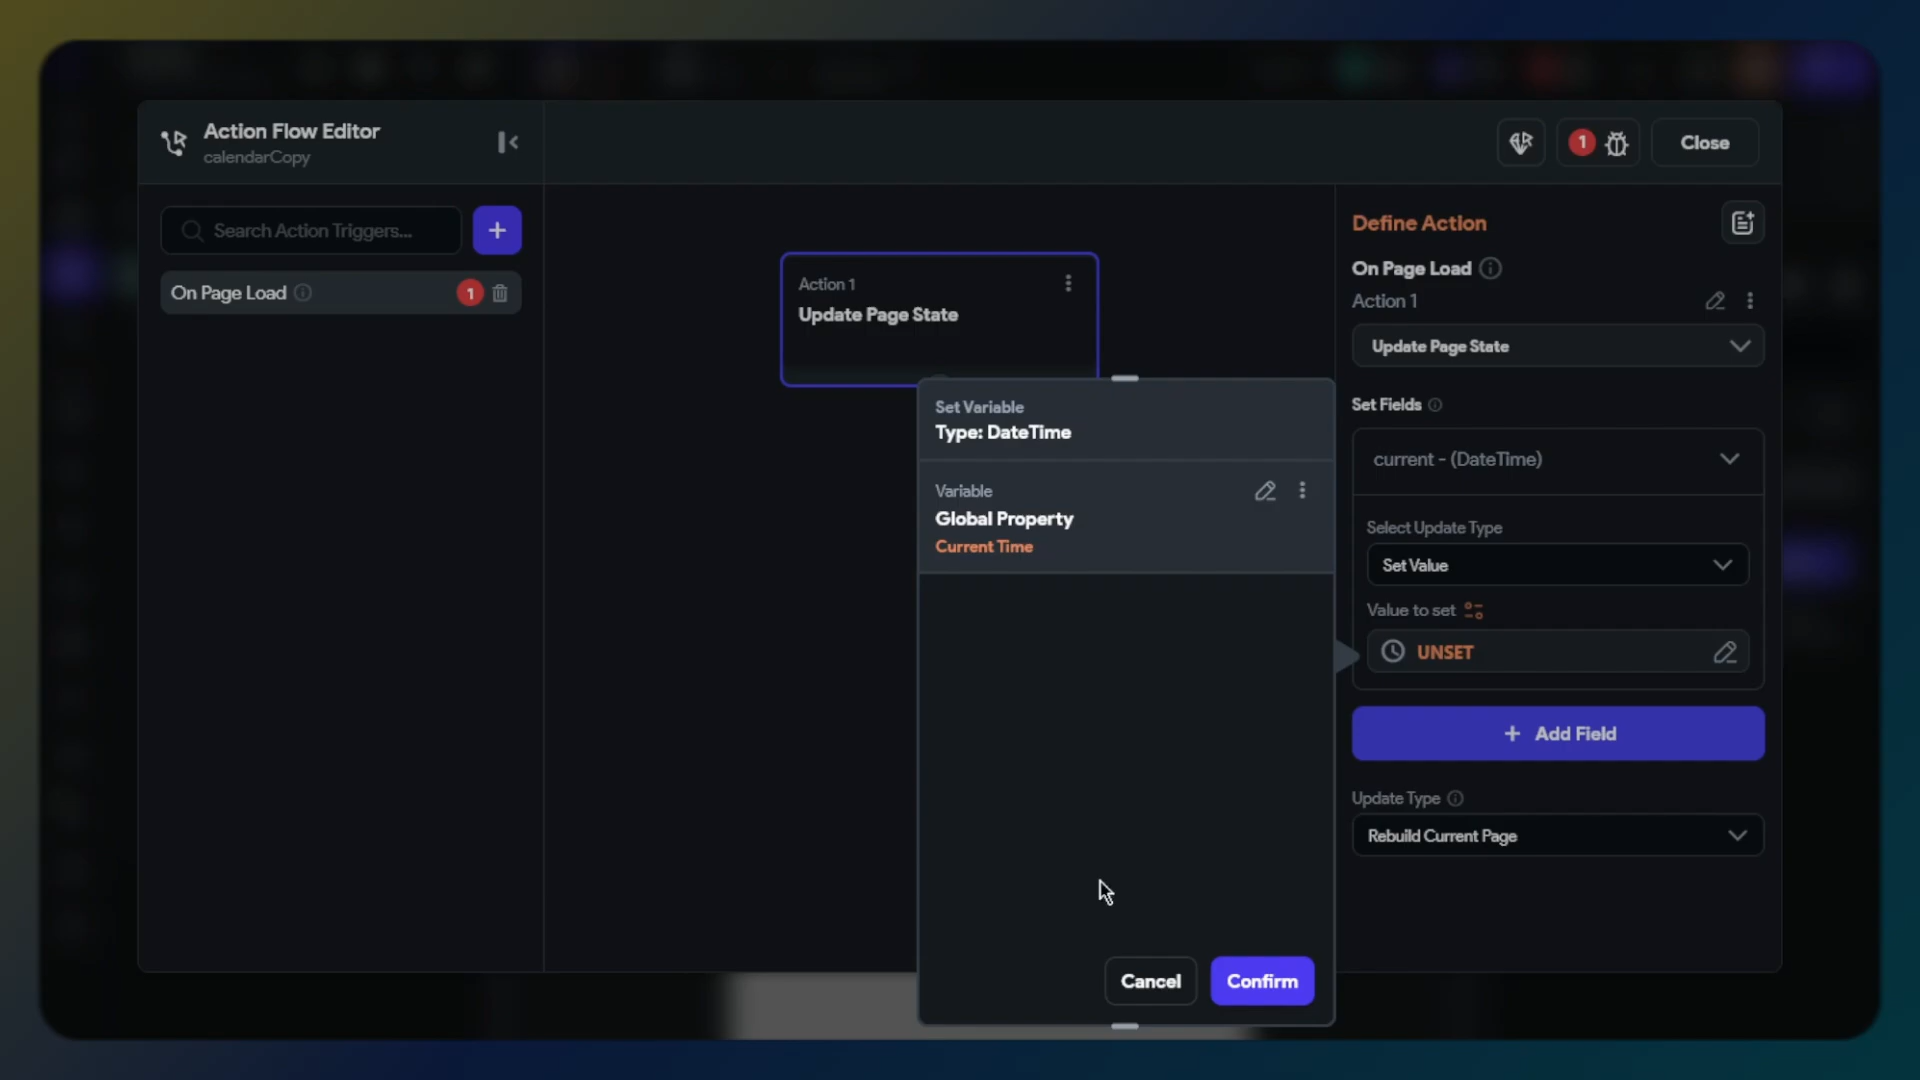 Action Flow Editor
calendarCopy
1
Close
Search Action Triggers...
+
On Page Load
1
Action 1
Update Page State
Set Variable
Type: DateTime
Variable
Global Property
Current Time
Cancel
Confirm
Define Action
On Page Load
Action 1
Update Page State
Set Fields
current - (DateTime)
Select Update Type
Set Value
Value to set
UNSET
+ Add Field
Update Type
Rebuild Current Page